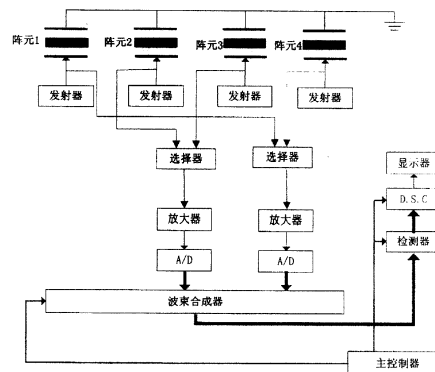 阵元1 阵元2 阵元3 阵元4
发射器 发射器 发射器 发射器
选择器 选择器
显示器
放大器 放大器
D.S.C
A/D A/D
检测器
波束合成器
主控制器